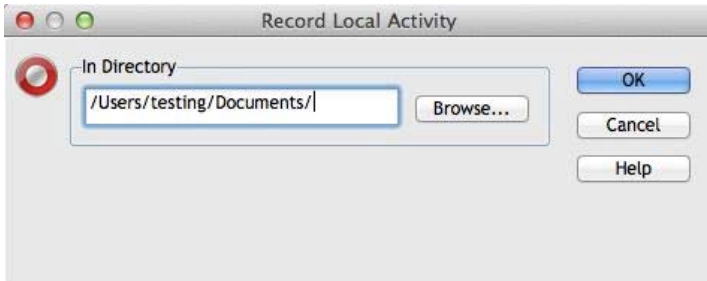 Record Local Activity
In Directory
/Users/testing/Documents/
Browse...
OK
Cancel
Help